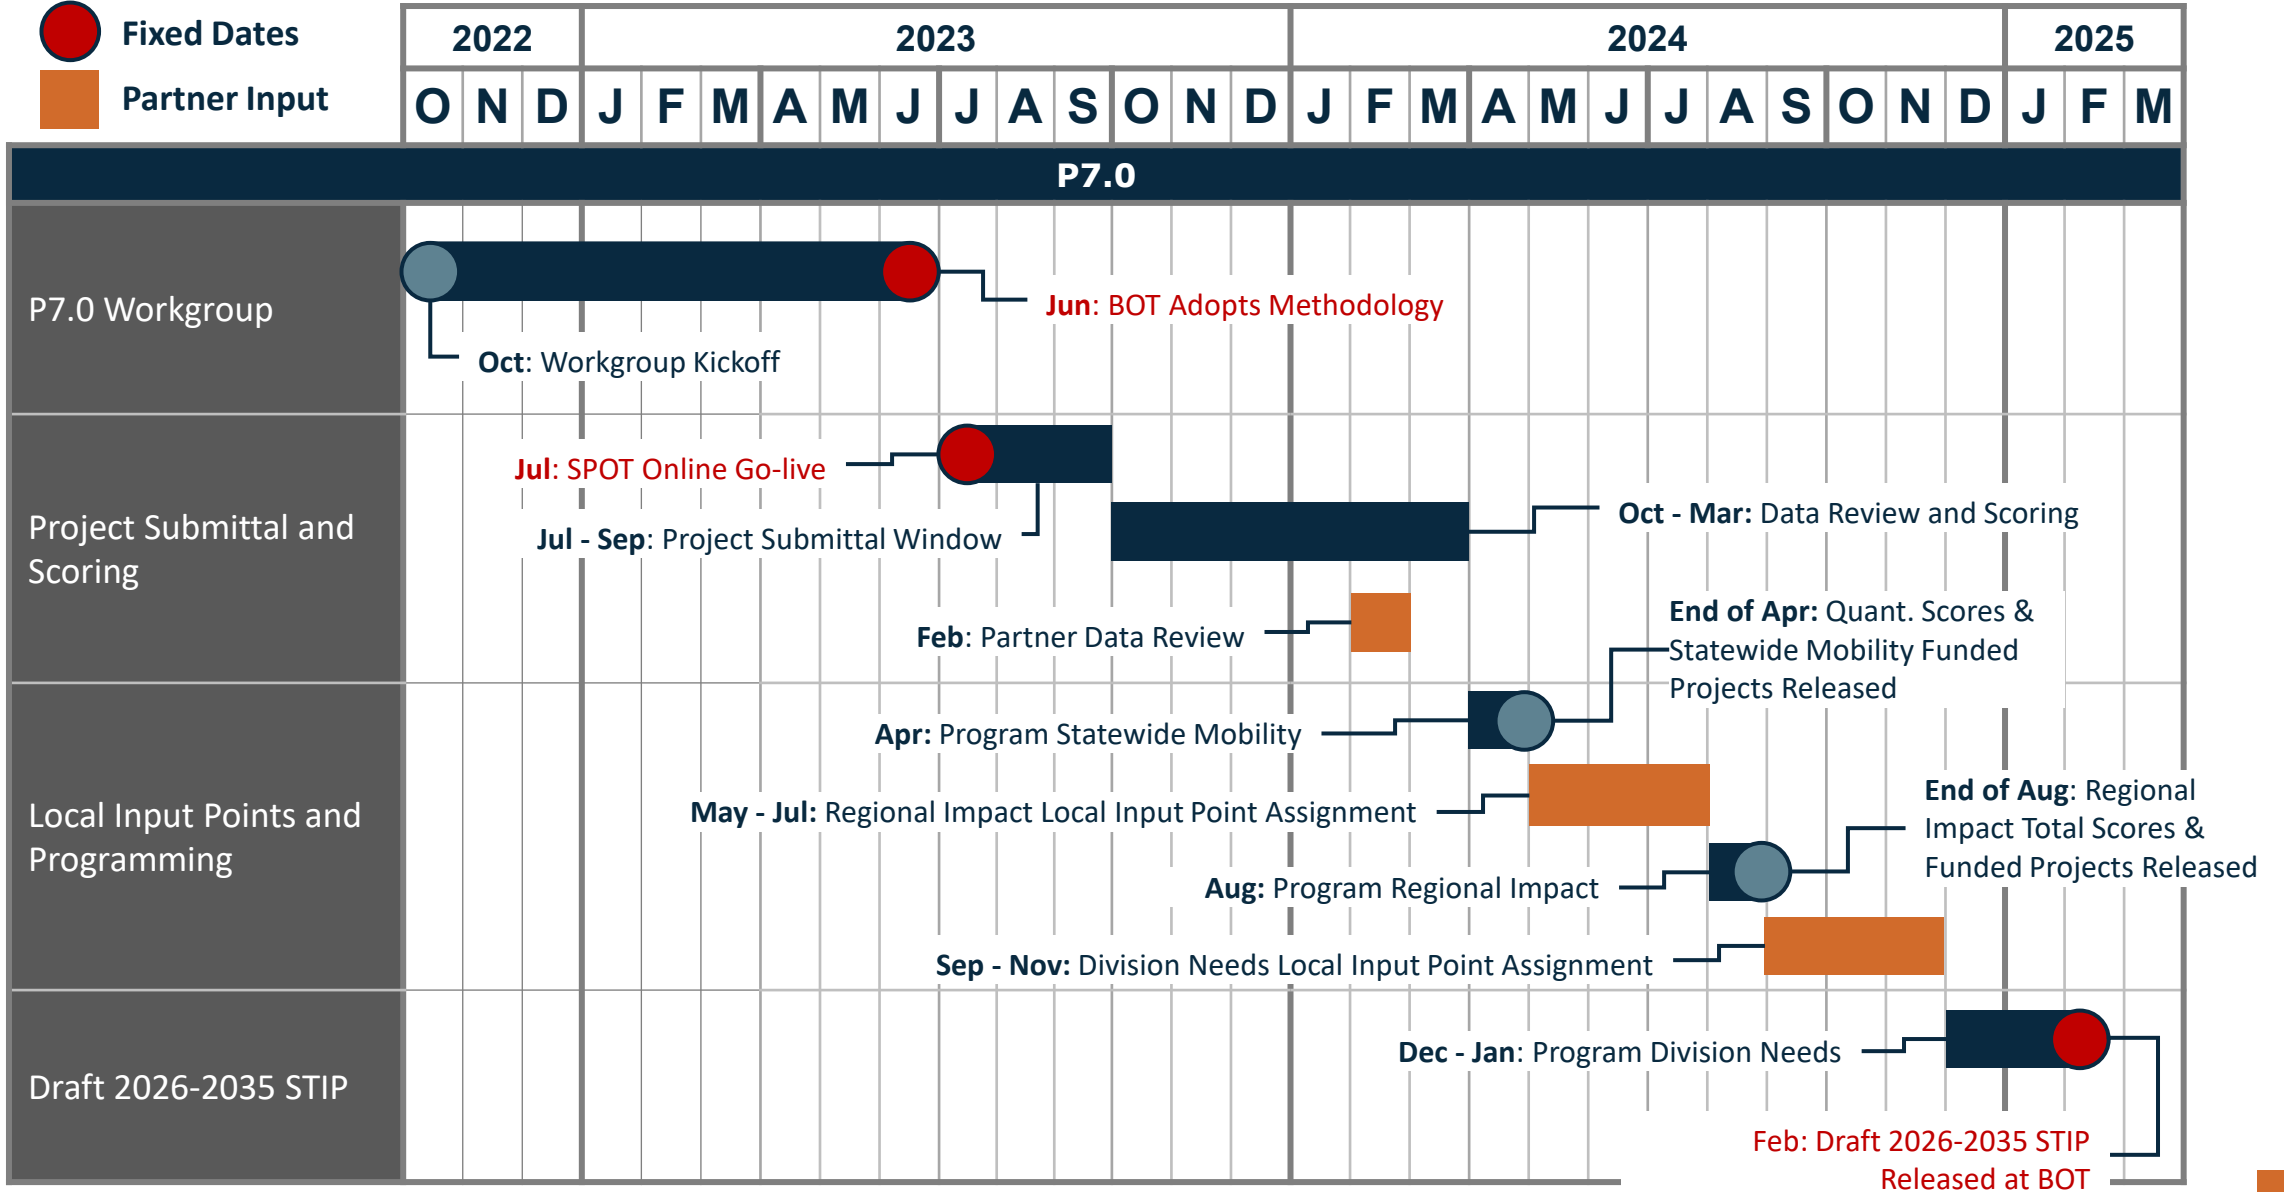 Fixed Dates
Partner Input
2022 2023 2024 2025
O N D J F M A M J J A S O N D J F M A M J J A S O N D J F M
P7.0
P7.0 Workgroup
Jun: BOT Adopts Methodology
Oct: Workgroup Kickoff
Project Submittal and
Scoring
Jul: SPOT Online Go-live
Jul - Sep: Project Submittal Window
Oct - Mar: Data Review and Scoring
Feb: Partner Data Review
End of Apr: Quant. Scores &
Statewide Mobility Funded
Projects Released
Local Input Points and
Programming
Apr: Program Statewide Mobility
May - Jul: Regional Impact Local Input Point Assignment
End of Aug: Regional
Impact Total Scores &
Funded Projects Released
Aug: Program Regional Impact
Sep - Nov: Division Needs Local Input Point Assignment
Draft 2026-2035 STIP
Dec - Jan: Program Division Needs
Feb: Draft 2026-2035 STIP
Released at BOT